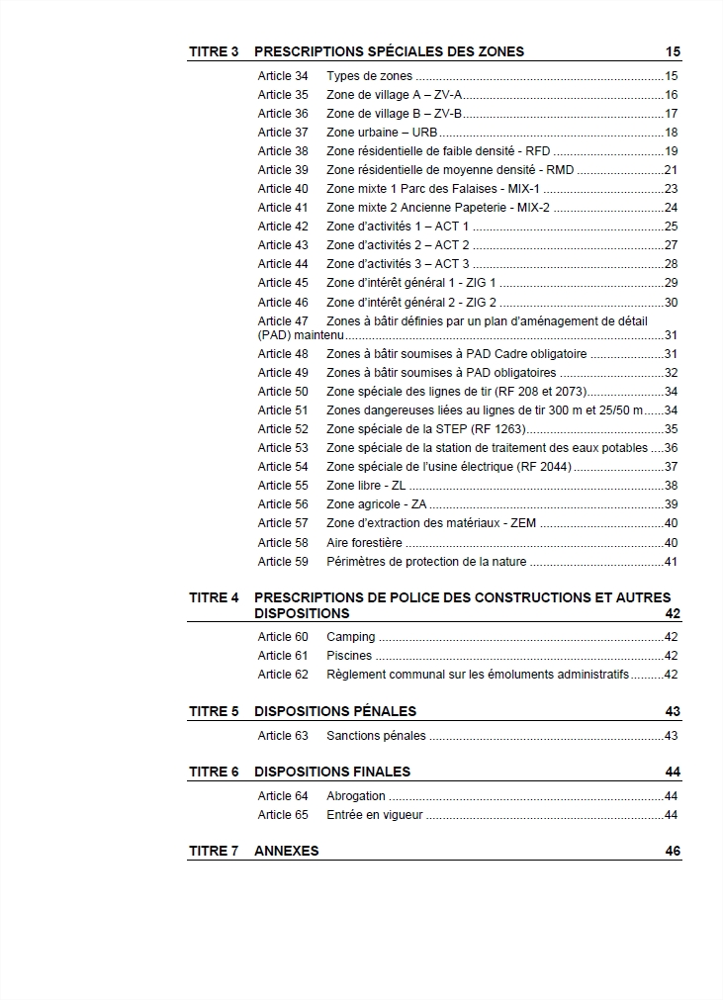 TITRE 3 PRESCRIPTIONS SPÉCIALES DES ZONES 15
Article 34 Types de zones ........................................................................... 15
Article 35 Zone de village A – ZV-A............................................................. 16
Article 36 Zone de village B – ZV-B............................................................. 17
Article 37 Zone urbaine – URB .................................................................... 18
Article 38 Zone résidentielle de faible densité - RFD .................................. 19
Article 39 Zone résidentielle de moyenne densité - RMD .......................... 21
Article 40 Zone mixte 1 Parc des Falaises - MIX-1 ..................................... 23
Article 41 Zone mixte 2 Ancienne Papeterie - MIX-2 .................................. 24
Article 42 Zone d’activités 1 – ACT 1 .......................................................... 25
Article 43 Zone d’activités 2 – ACT 2 .......................................................... 27
Article 44 Zone d’activités 3 – ACT 3 .......................................................... 28
Article 45 Zone d’intérêt général 1 - ZIG 1 .................................................. 29
Article 46 Zone d’intérêt général 2 - ZIG 2 .................................................. 30
Article 47 Zones à bâtir définies par un plan d’aménagement de détail
(PAD) maintenu................................................................................................ 31
Article 48 Zones à bâtir soumises à PAD Cadre obligatoire ...................... 31
Article 49 Zones à bâtir soumises à PAD obligatoires ................................ 32
Article 50 Zone spéciale des lignes de tir (RF 208 et 2073)....................... 34
Article 51 Zones dangereuses liées au lignes de tir 300 m et 25/50 m...... 34
Article 52 Zone spéciale de la STEP (RF 1263).......................................... 35
Article 53 Zone spéciale de la station de traitement des eaux potables .... 36
Article 54 Zone spéciale de l’usine électrique (RF 2044) ........................... 37
Article 55 Zone libre - ZL ............................................................................. 38
Article 56 Zone agricole - ZA ....................................................................... 39
Article 57 Zone d’extraction des matériaux - ZEM ...................................... 40
Article 58 Aire forestière .............................................................................. 40
Article 59 Périmètres de protection de la nature ......................................... 41
TITRE 4 PRESCRIPTIONS DE POLICE DES CONSTRUCTIONS ET AUTRES
DISPOSITIONS 42
Article 60 Camping ...................................................................................... 42
Article 61 Piscines ....................................................................................... 42
Article 62 Règlement communal sur les émoluments administratifs.......... 42
TITRE 5 DISPOSITIONS PÉNALES 43
Article 63 Sanctions pénales ....................................................................... 43
TITRE 6 DISPOSITIONS FINALES 44
Article 64 Abrogation ................................................................................... 44
Article 65 Entrée en vigueur ........................................................................ 44
TITRE 7 ANNEXES 46